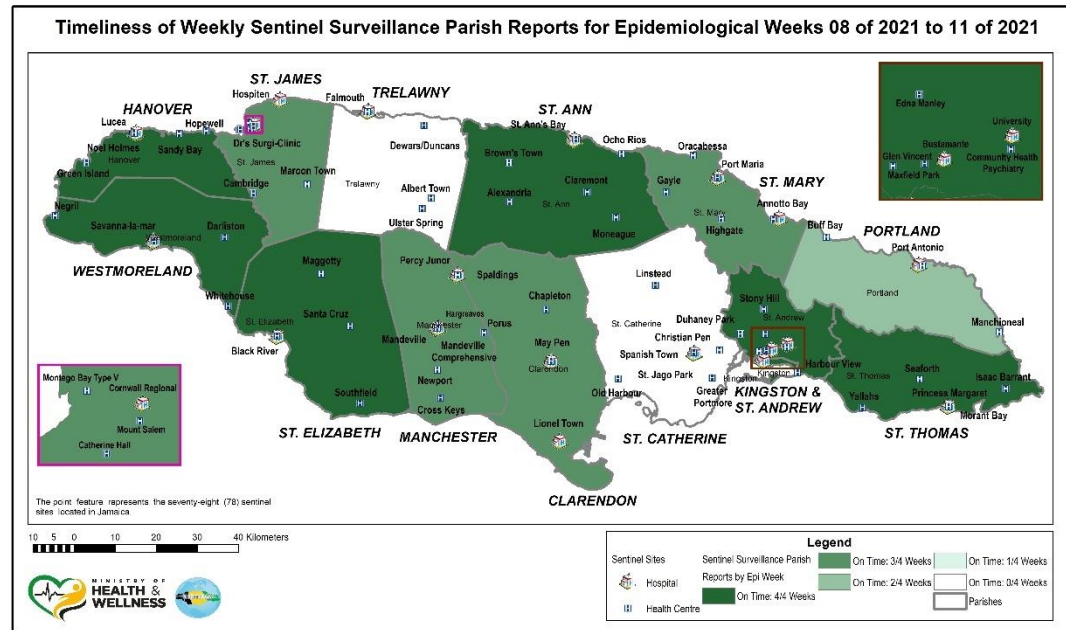 Timeliness of Weekly Sentinel Surveillance Parish Reports for Epidemiological Weeks 08 of 2021 to 11 of 2021
ST. JAMES
Hospiten
TRELAWNY
Falmouth
HANOVER
Lucea
Hopewell
ST. ANN
St. Ann's Bay
Ocho Rios
Oracabessa
Port Maria
Edna Manley
University
Bustamante
Glen Vincent
Maxfield Park
Community Health
Psychiatry
Noel Holmes
Hanover
Sandy Bay
Green Island
Dr's Surgi-Clinic
St. James
Maroon Town
Cambridge
Dewars/Duncans
Trelawny
Albert Town
Ulster Spring
Brown's Town
Claremont
Alexandria
St. Ann
Moneague
Gayle
St. Mary
Highgate
ST. MARY
Annotto Bay
Buff Bay
PORTLAND
Port Antonio
Negril
Savanna-la-mar
Westmoreland
Darliston
WESTMORELAND
Whitehouse
Maggotty
St. Elizabeth
Santa Cruz
Black River
Southfield
Percy Junor
Spaldings
Hargreaves
Manchester
Mandeville
Mandeville
Comprehensive
Porus
Newport
Cross Keys
Chapleton
May Pen
Clarendon
Lionel Town
Linstead
St. Catherine
Duhaney Park
Christian Pen
Spanish Town
St. Jago Park
Old Harbour
Greater
Portmore
Stony Hill
St. Andrew
Kingston
Kingston
Harbour View
Portland
Manchioneal
St. Thomas
Seaforth
Isaac Barrant
Yallahs
Princess Margaret
Morant Bay
KINGSTON &
ST. ANDREW
ST. THOMAS
ST. CATHERINE
ST. ELIZABETH
MANCHESTER
CLARENDON
Montego Bay Type V
Cornwall Regional
Mount Salem
Catherine Hall
The point feature represents the seventy-eight (78) sentinel
sites located in Jamaica.
10 5 0 10 20 30 40 Kilometers
MINISTRY OF
HEALTH &
WELLNESS
Legend
Sentinel Sites
Hospital
Health Centre
Sentinel Surveillance Parish
Reports by Epi Week
On Time: 4/4 Weeks
On Time: 3/4 Weeks
On Time: 2/4 Weeks
On Time: 1/4 Weeks
On Time: 0/4 Weeks
Parishes